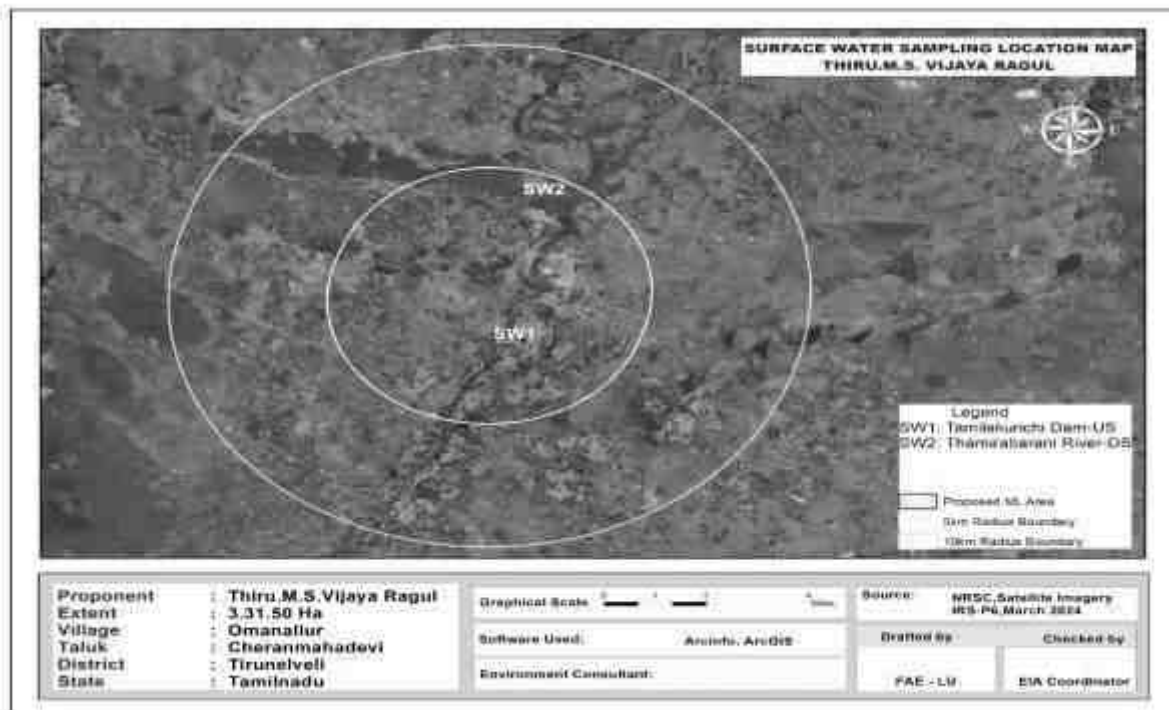 SURFACE WATER SAMPLING LOCATION MAP
THIRU.M.S. VIJAYA RAGUL
SW2
SW1
Legend
SW1: Tamilakurichi Dam-US
SW2: Thamirabarani River-DS
Proposed ML Area
5km Radius Boundary
10km Radius Boundary
Proponent : Thiru.M.S.Vijaya Ragul
Extent : 3.31.50 Ha
Village : Omanallur
Taluk : Cheranmahadevi
District : Tirunelveli
State : Tamilnadu
Graphical Scale
Software Used: Arcinfo, ArcGIS
Environment Consultant:
Source: NRSC,Satellite Imagery
IRS-P6,March 2024
Drafted by Checked by
FAE - LU EIA Coordinator